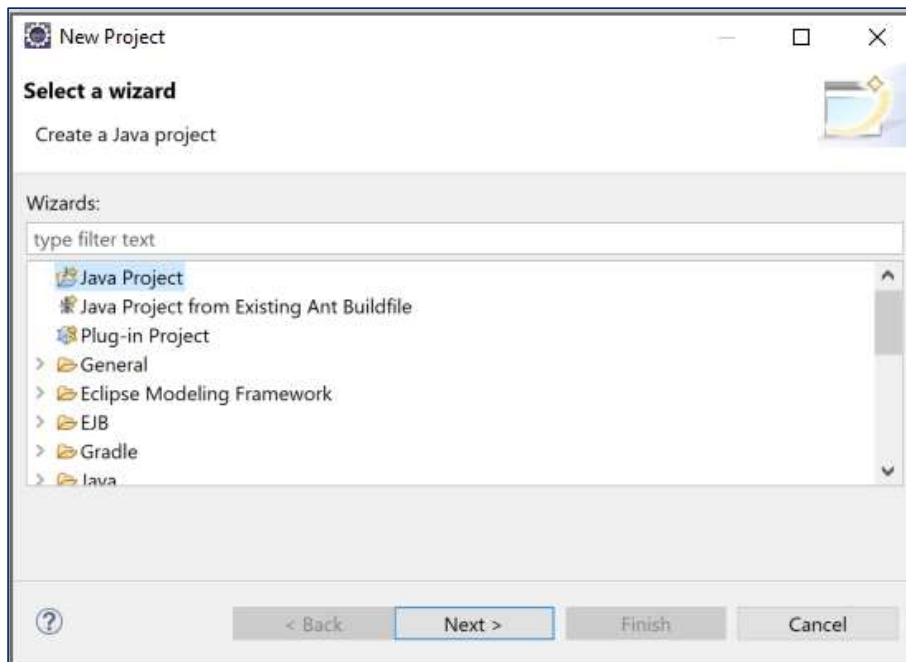 New Project
Select a wizard
Create a Java project
Wizards:
type filter text
Java Project
Java Project from Existing Ant Buildfile
Plug-in Project
General
Eclipse Modeling Framework
EJB
Gradle
Java
?
< Back Next > Finish Cancel